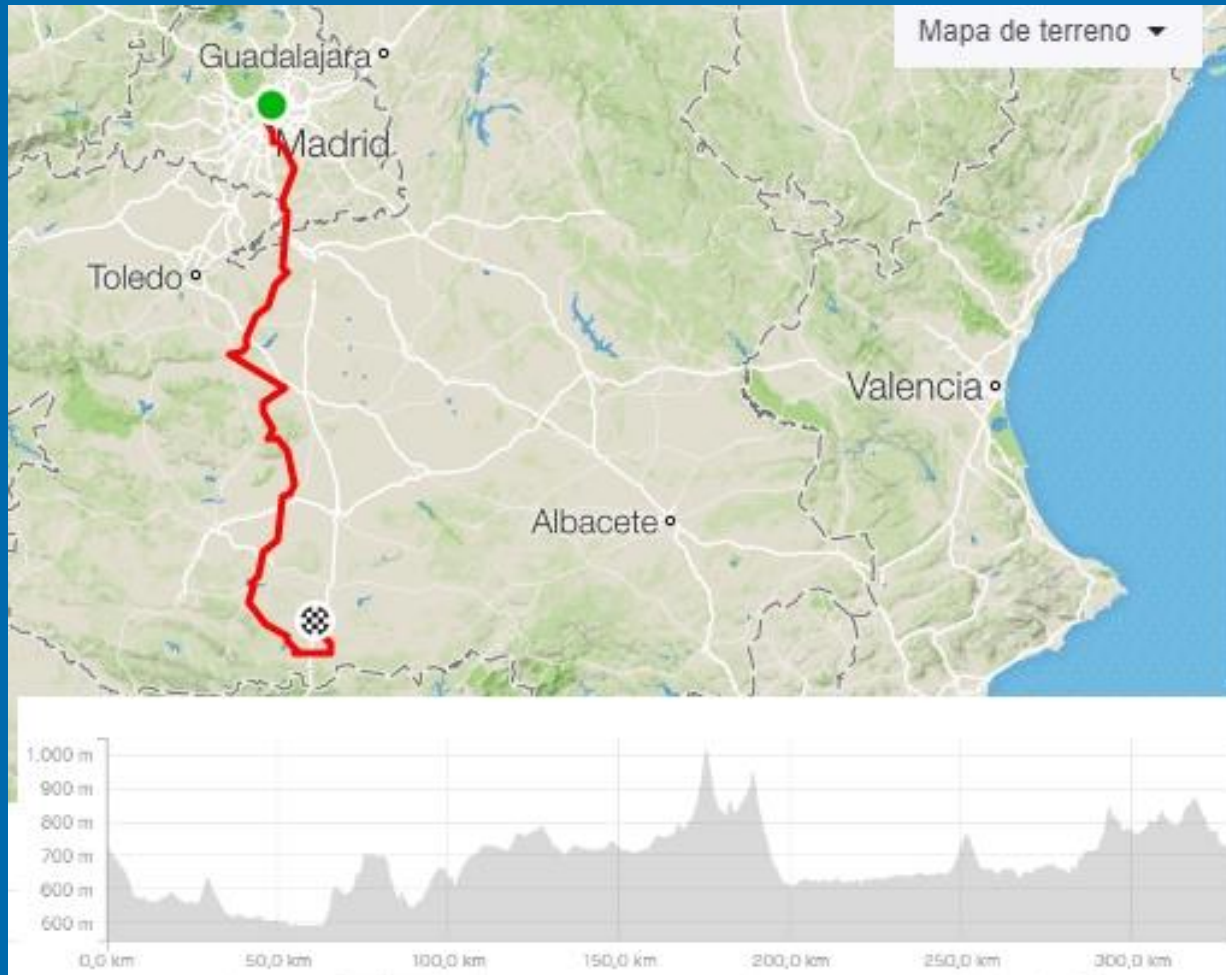 Mapa de terreno
Guadalajara
Madrid
Toledo
Valencia
Albacete
1.000 m
900 m
800 m
700 m
600 m
600 m
0,0 km
50,0 km
100,0 km
150,0 km
200,0 km
250,0 km
300,0 km